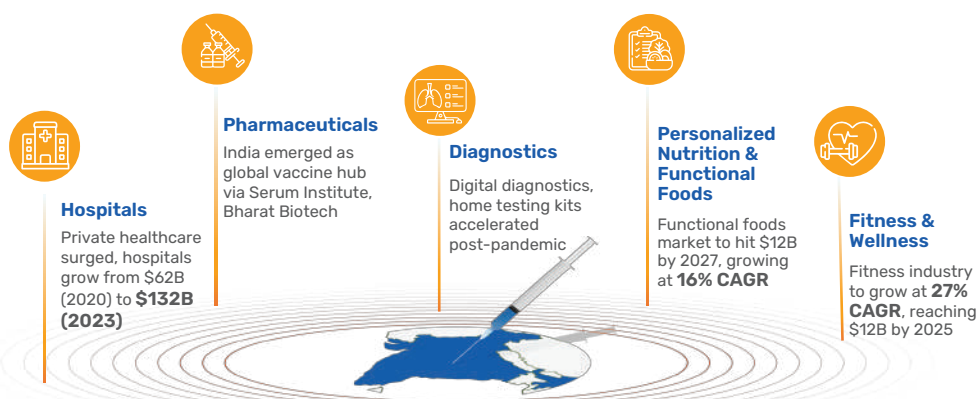 Hospitals
Private healthcare
surged, hospitals
grow from $62B
(2020) to $132B
(2023)
Pharmaceuticals
India emerged as
global vaccine hub
via Serum Institute,
Bharat Biotech
Diagnostics
Digital diagnostics,
home testing kits
accelerated
post-pandemic
Personalized
Nutrition &
Functional
Foods
Functional foods
market to hit $12B
by 2027, growing
at 16% CAGR
Fitness &
Wellness
Fitness industry
to grow at 27%
CAGR, reaching
$12B by 2025